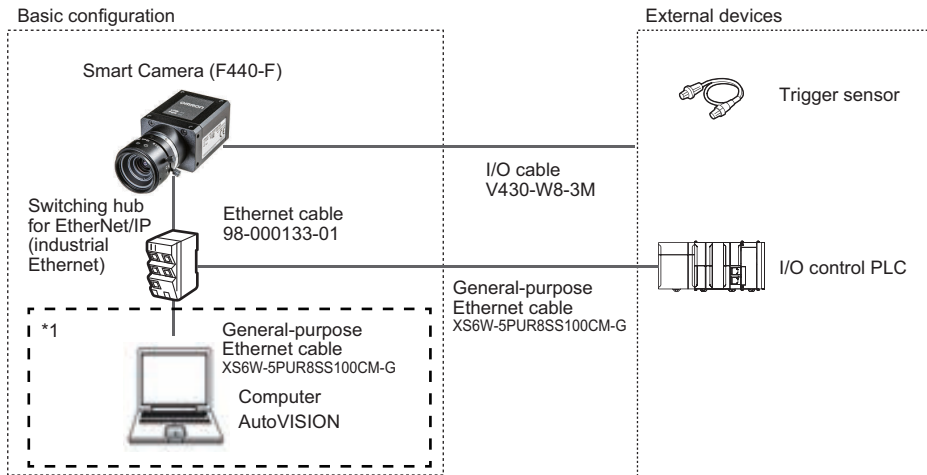 Basic configuration
External devices
Smart Camera (F440-F)
OMRON
Trigger sensor
I/O cable
V430-W8-3M
Switching hub
for EtherNet/IP
(industrial
Ethernet)
Ethernet cable
98-000133-01
I/O control PLC
General-purpose
Ethernet cable
XS6W-5PUR8SS100CM-G
*1
General-purpose
Ethernet cable
XS6W-5PUR8SS100CM-G
Computer
AutoVISION